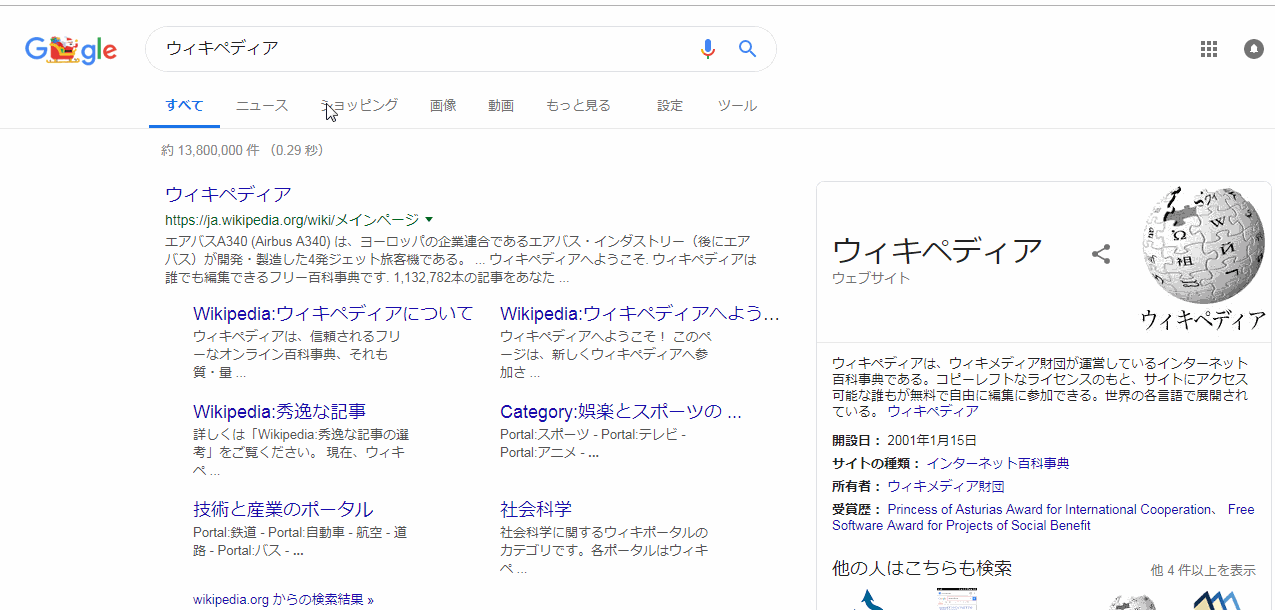 Google
ウィキペディア
すべて ニュース ショッピング 画像 動画 もっと見る 設定 ツール
約 13,800,000 件 （0.29 秒）
ウィキペディア
https://ja.wikipedia.org/wiki/メインページ
エアバスA340 (Airbus A340) は、ヨーロッパの企業連合であるエアバス・インダストリー（後にエア
バス）が開発・製造した4発ジェット旅客機である。 ... ウィキペディアへようこそ. ウィキペディアは
誰でも編集できるフリー百科事典です. 1,132,782本の記事をあなた ...
Wikipedia:ウィキペディアについて
ウィキペディアは、信頼されるフリ
ーなオンライン百科事典、それも
質・量 ...
Wikipedia:ウィキペディアへよう...
ウィキペディアへようこそ！ このペ
ージは、新しくウィキペディアへ参
加さ ...
Wikipedia:秀逸な記事
詳しくは「Wikipedia:秀逸な記事の選
考」をご覧ください。 現在、ウィキ
ペ ...
Category:娯楽とスポーツの ...
Portal:スポーツ - Portal:テレビ -
Portal:アニメ - ...
技術と産業のポータル
Portal:鉄道 - Portal:自動車 - 航空 - 道
路 - Portal:バス - ...
社会科学
社会科学に関するウィキポータルの
カテゴリです。各ポータルはウィキ
ペ ...
wikipedia.org からの検索結果 »
ウィキペディア
ウェブサイト
Ω W 祖 И
ウィキペディア
ウィキペディアは、ウィキメディア財団が運営しているインターネット
百科事典である。コピーレフトなライセンスのもと、サイトにアクセス
可能な誰もが無料で自由に編集に参加できる。世界の各言語で展開され
ている。 ウィキペディア
開設日： 2001年1月15日
サイトの種類： インターネット百科事典
所有者： ウィキメディア財団
受賞歴： Princess of Asturias Award for International Cooperation、 Free
Software Award for Projects of Social Benefit
他の人はこちらも検索
他 4 件以上を表示